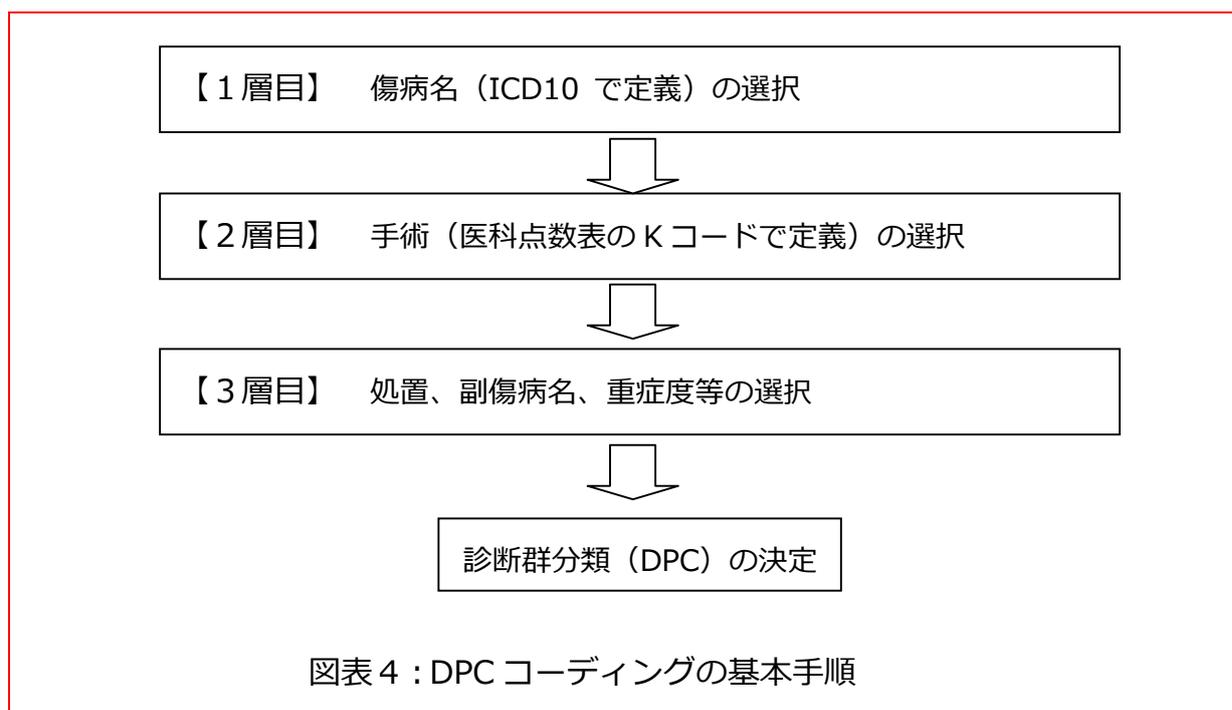 【１層目】　傷病名（ICD10 で定義）の選択
【２層目】　手術（医科点数表の K コードで定義）の選択
【３層目】　処置、副傷病名、重症度等の選択
診断群分類（DPC）の決定
図表４：DPC コーディングの基本手順